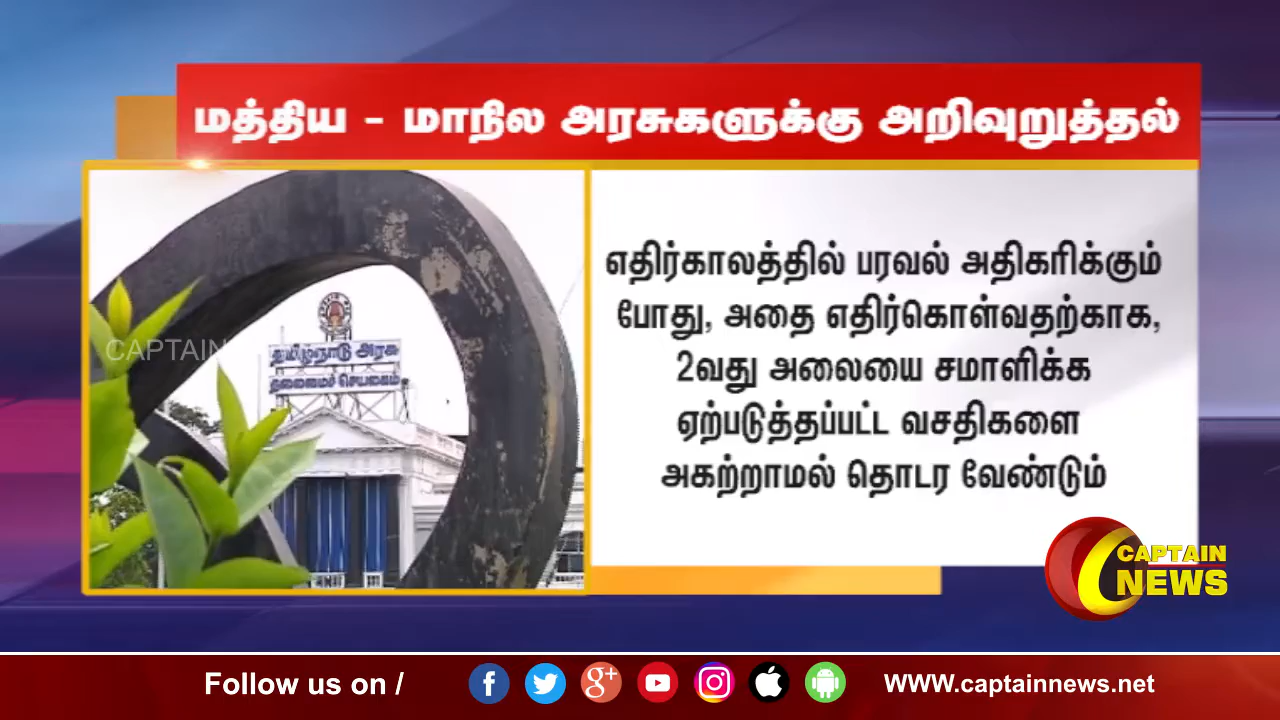 மத்திய - மாநில அரசுகளுக்கு அறிவுறுத்தல்
CAPTAIN
தமிழ்நாடு அரசு
தலைமைச் செயலகம்
எதிர்காலத்தில் பரவல் அதிகரிக்கும்
போது, அதை எதிர்கொள்வதற்காக,
2வது அலையை சமாளிக்க
ஏற்படுத்தப்பட்ட வசதிகளை
அகற்றாமல் தொடர வேண்டும்
CAPTAIN
NEWS
Follow us on / WWW.captainnews.net